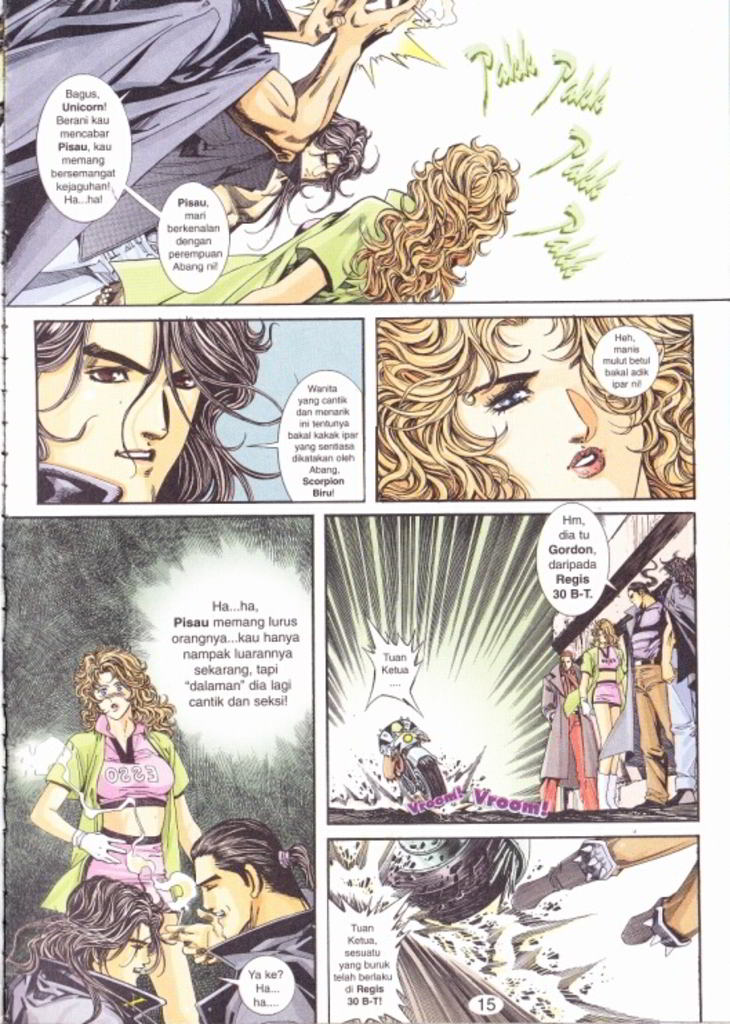 Bagus,
Unicorn!
Berani kau
mencabar
Pisau, kau
memang
bersemangat
kejaguhan!
Ha...ha!
Pisau,
mari
berkenalan
dengan
perempuan
Abang ni!
Pakk
Pakk
Pakk
Pakk
Wanita
yang cantik
dan menarik
ini tentulah
bakal kakak ipar
yang sentiasa
dikatakan oleh
Abang,
Scorpion
Biru!
Heh,
manis
mulut betul
bakal adik
ipar ni!
Ha...ha,
Pisau memang lurus
orangnya...kau hanya
nampak luarannya
sekarang, tapi
"dalaman" dia lagi
cantik dan seksi!
ESSO
Ya ke?
Ha...
ha....
Hm,
dia tu
Gordon,
daripada
Regis
30 B-T.
Tuan
Ketua
....
Vroom! Vroom!
Tuan
Ketua,
sesuatu
yang buruk
telah berlaku
di Regis
30 B-T!
15